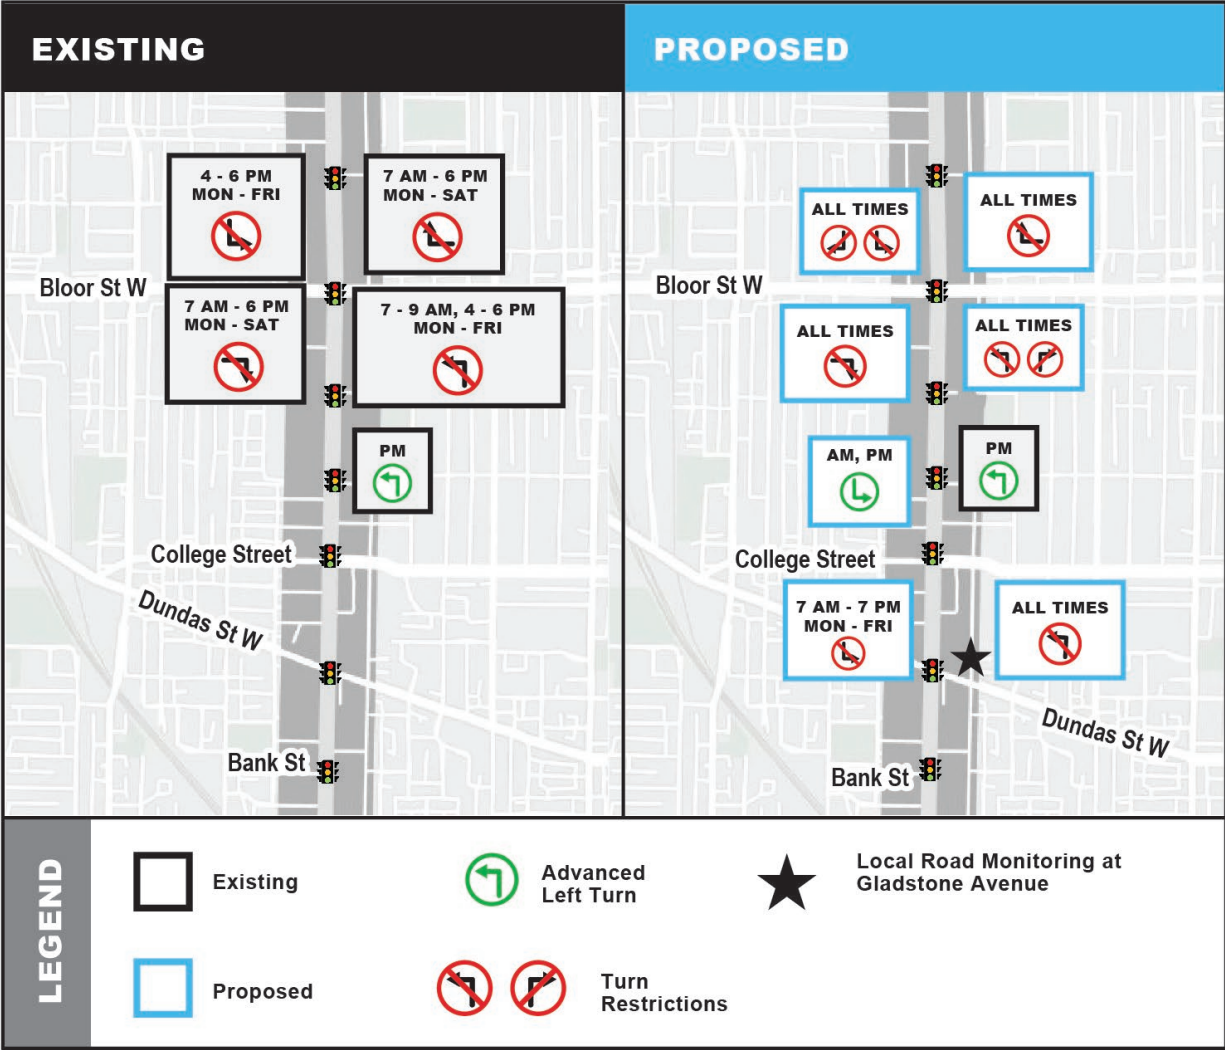 EXISTING
PROPOSED
4 - 6 PM
MON - FRI
7 AM - 6 PM
MON - SAT
Bloor St W
7 AM - 6 PM
MON - SAT
7 - 9 AM, 4 - 6 PM
MON - FRI
PM
College Street
Dundas St W
Bank St
ALL TIMES
ALL TIMES
Bloor St W
ALL TIMES
ALL TIMES
AM, PM
PM
College Street
7 AM - 7 PM
MON - FRI
ALL TIMES
Dundas St W
Bank St
LEGEND
Existing
Advanced
Left Turn
Local Road Monitoring at
Gladstone Avenue
Proposed
Turn
Restrictions